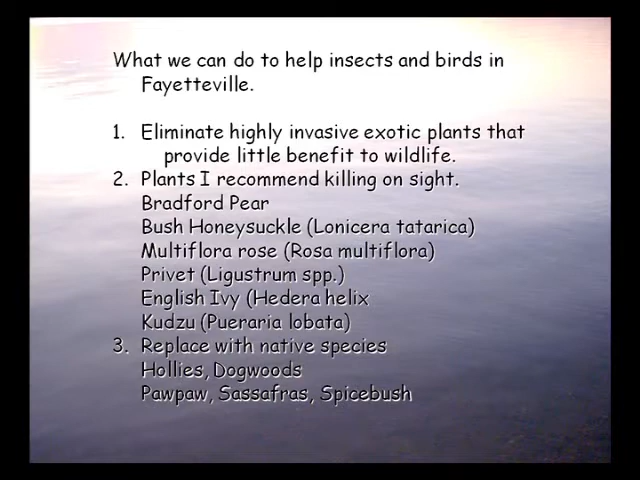 What we can do to help insects and birds in
Fayetteville.
1. Eliminate highly invasive exotic plants that
provide little benefit to wildlife.
2. Plants I recommend killing on sight.
Bradford Pear
Bush Honeysuckle (Lonicera tatarica)
Multiflora rose (Rosa multiflora)
Privet (Ligustrum spp.)
English Ivy (Hedera helix
Kudzu (Pueraria lobata)
3. Replace with native species
Hollies, Dogwoods
Pawpaw, Sassafras, Spicebush